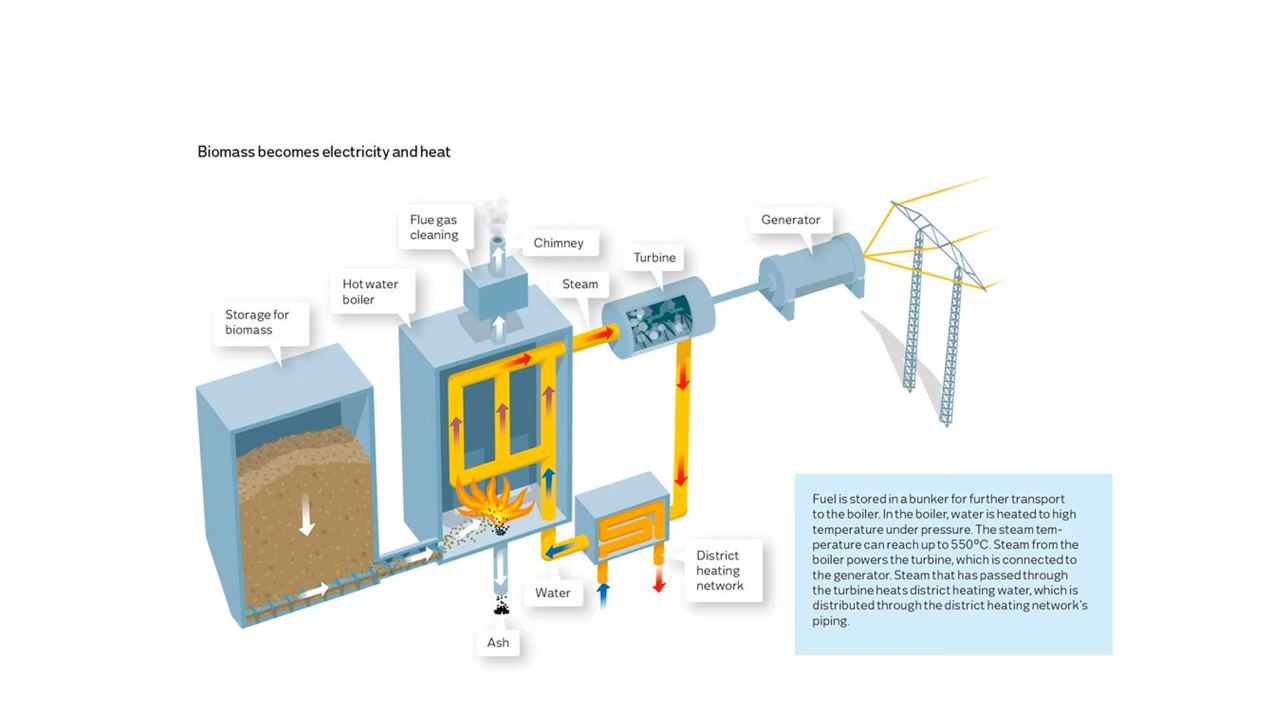 Biomass becomes electricity and heat
Flue gas
cleaning
Chimney
Generator
Turbine
Hot water
boiler
Steam
Storage for
biomass
Fuel is stored in a bunker for further transport
to the boiler. In the boiler, water is heated to high
temperature under pressure. The steam tem-
perature can reach up to 550°C. Steam from the
boiler powers the turbine, which is connected to
the generator. Steam that has passed through
the turbine heats district heating water, which is
distributed through the district heating network's
piping.
District
heating
network
Water
Ash